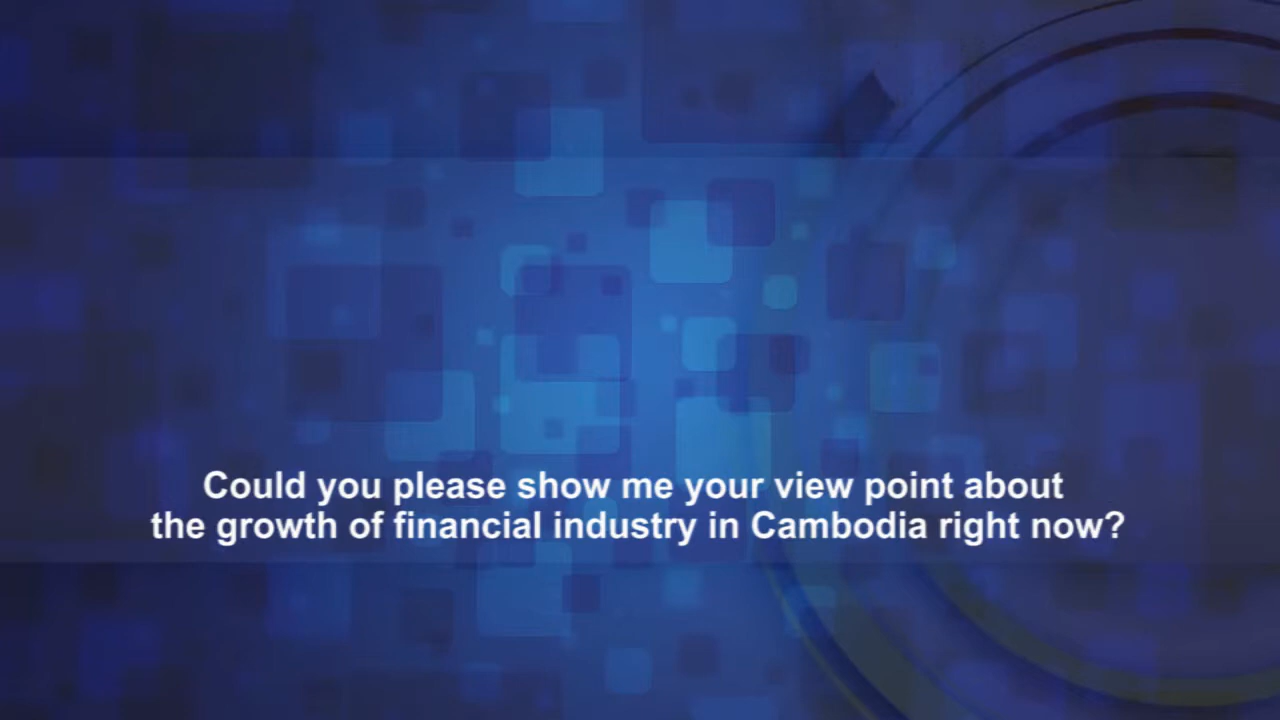 Could you please show me your view point about
the growth of financial industry in Cambodia right now?